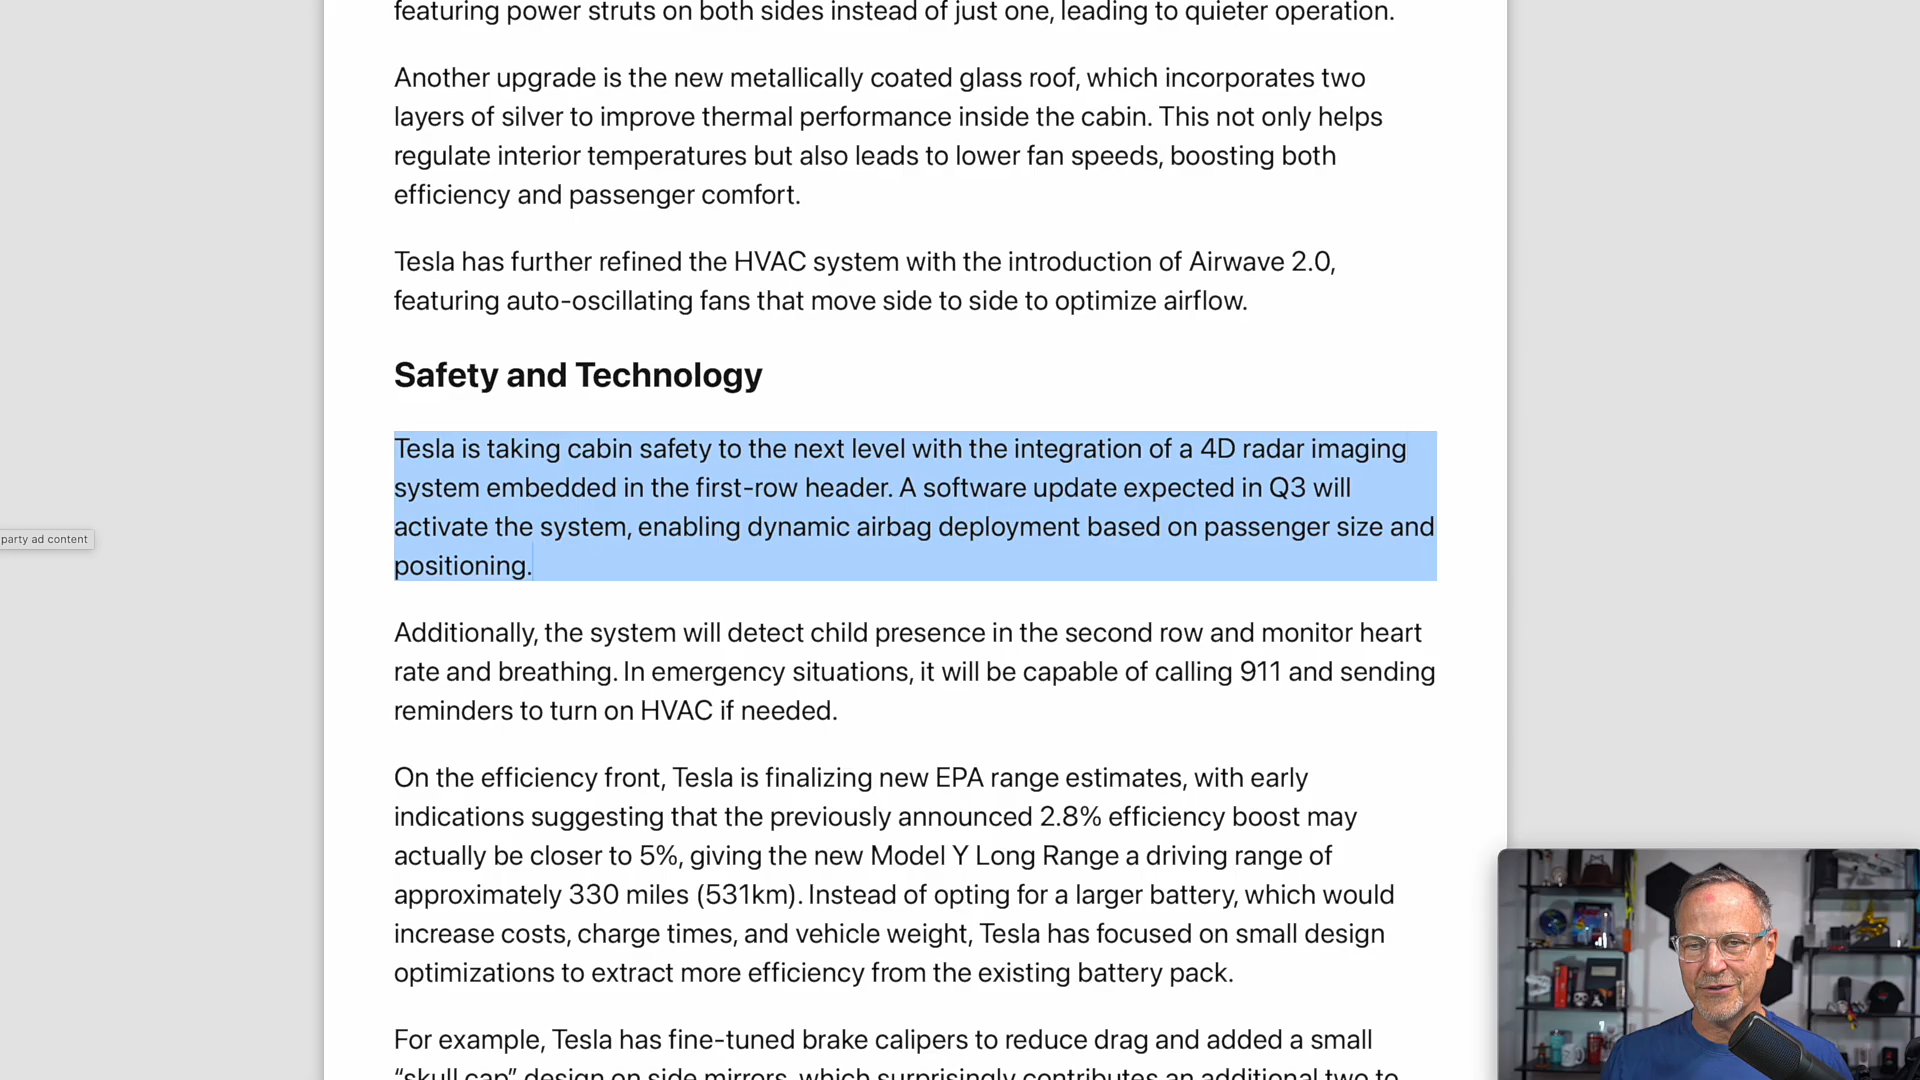 featuring power struts on both sides instead of just one, leading to quieter operation.
Another upgrade is the new metallically coated glass roof, which incorporates two
layers of silver to improve thermal performance inside the cabin. This not only helps
regulate interior temperatures but also leads to lower fan speeds, boosting both
efficiency and passenger comfort.
Tesla has further refined the HVAC system with the introduction of Airwave 2.0,
featuring auto-oscillating fans that move side to side to optimize airflow.
Safety and Technology
Tesla is taking cabin safety to the next level with the integration of a 4D radar imaging
system embedded in the first-row header. A software update expected in Q3 will
activate the system, enabling dynamic airbag deployment based on passenger size and
positioning.
party ad content
Additionally, the system will detect child presence in the second row and monitor heart
rate and breathing. In emergency situations, it will be capable of calling 911 and sending
reminders to turn on HVAC if needed.
On the efficiency front, Tesla is finalizing new EPA range estimates, with early
indications suggesting that the previously announced 2.8% efficiency boost may
actually be closer to 5%, giving the new Model Y Long Range a driving range of
approximately 330 miles (531km). Instead of opting for a larger battery, which would
increase costs, charge times, and vehicle weight, Tesla has focused on small design
optimizations to extract more efficiency from the existing battery pack.
For example, Tesla has fine-tuned brake calipers to reduce drag and added a small
“skull cap” design on side mirrors, which surprisingly contributes an additional two to